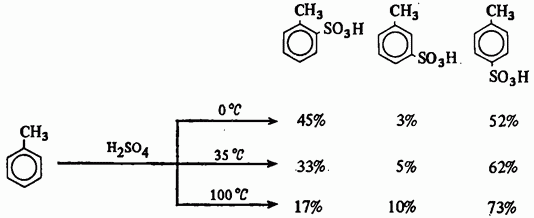 CH₃ CH₃ CH₃
SO₃H
SO₃H
SO₃H
0℃ 45% 3% 52%
CH₃ H₂SO₄ 35℃ 33% 5% 62%
100℃ 17% 10% 73%